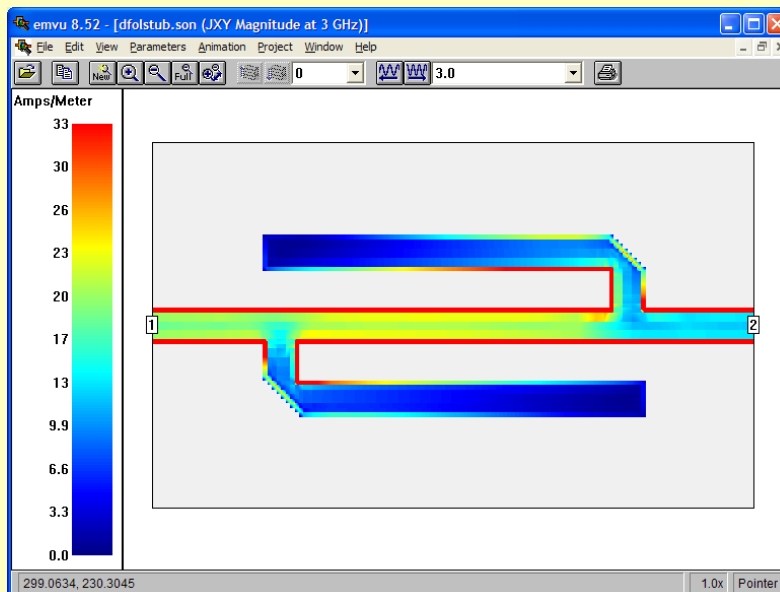 emvu 8.52 - [dfolstub.son (JXY Magnitude at 3 GHz)]
File Edit View Parameters Animation Project Window Help
New Full 0 3.0
Amps/Meter
33
30
26
23
20
17
13
9.9
6.6
3.3
0.0
1
2
299.0634, 230.3045 1.0x Pointer